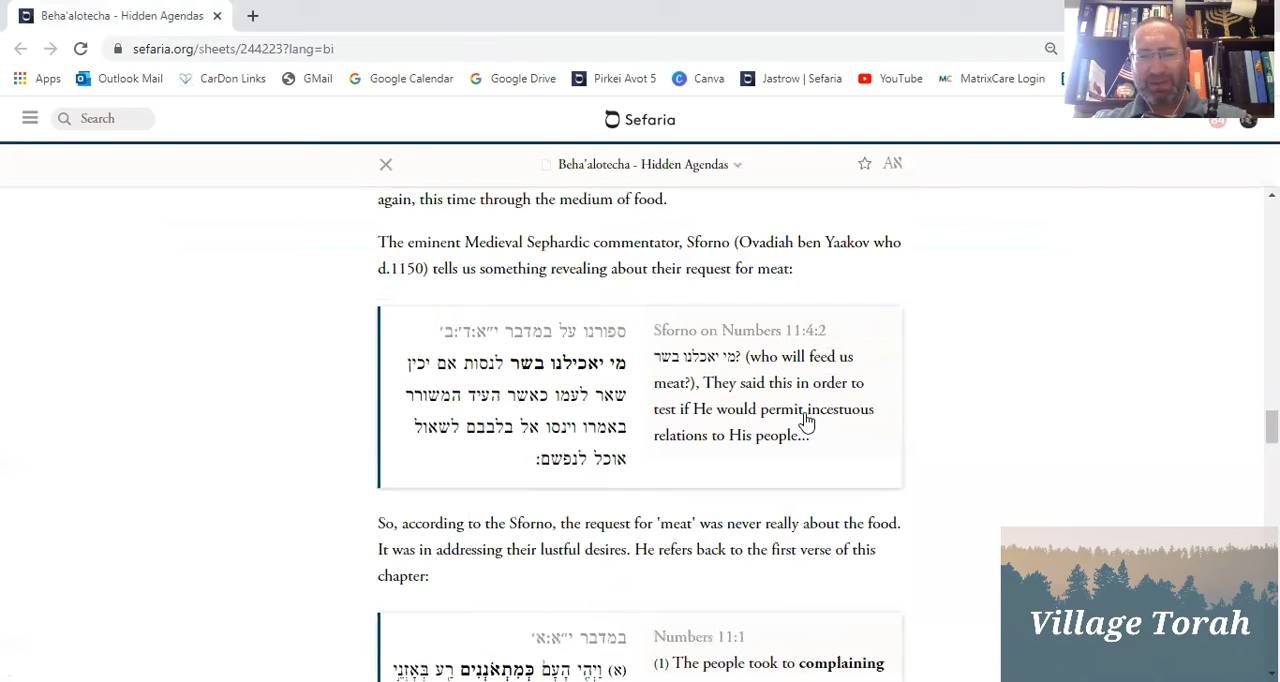 Beha'alotecha - Hidden Agendas
sefaria.org/sheets/244223?lang=bi
Apps
Outlook Mail
CarDon Links
GMail
Google Calendar
Google Drive
Pirkei Avot 5
Canva
Jastrow | Sefaria
YouTube
MatrixCare Login
Search
Sefaria
Beha'alotecha - Hidden Agendas
again, this time through the medium of food.
The eminent Medieval Sephardic commentator, Sforno (Ovadiah ben Yaakov who
d.1150) tells us something revealing about their request for meat:
ספורנו על במדבר י״א:ד׳:ב׳
מי יאכילנו בשר לנסות אם יכין
שאר לעמו כאשר העיד המשורר
באמרו וינסו אל בלבבם לשאול
אוכל לנפשם:
Sforno on Numbers 11:4:2
מי יאכלנו בשר? (who will feed us
meat?), They said this in order to
test if He would permit incestuous
relations to His people...
So, according to the Sforno, the request for 'meat' was never really about the food.
It was in addressing their lustful desires. He refers back to the first verse of this
chapter:
במדבר י״א:א׳
(א) וַיְהִ֤י הָעָם֙ כְּמִתְאֹ֣נְנִ֔ים רַ֖ע בְּאׇזְנֵ֣י
Numbers 11:1
(1) The people took to complaining
Village Torah